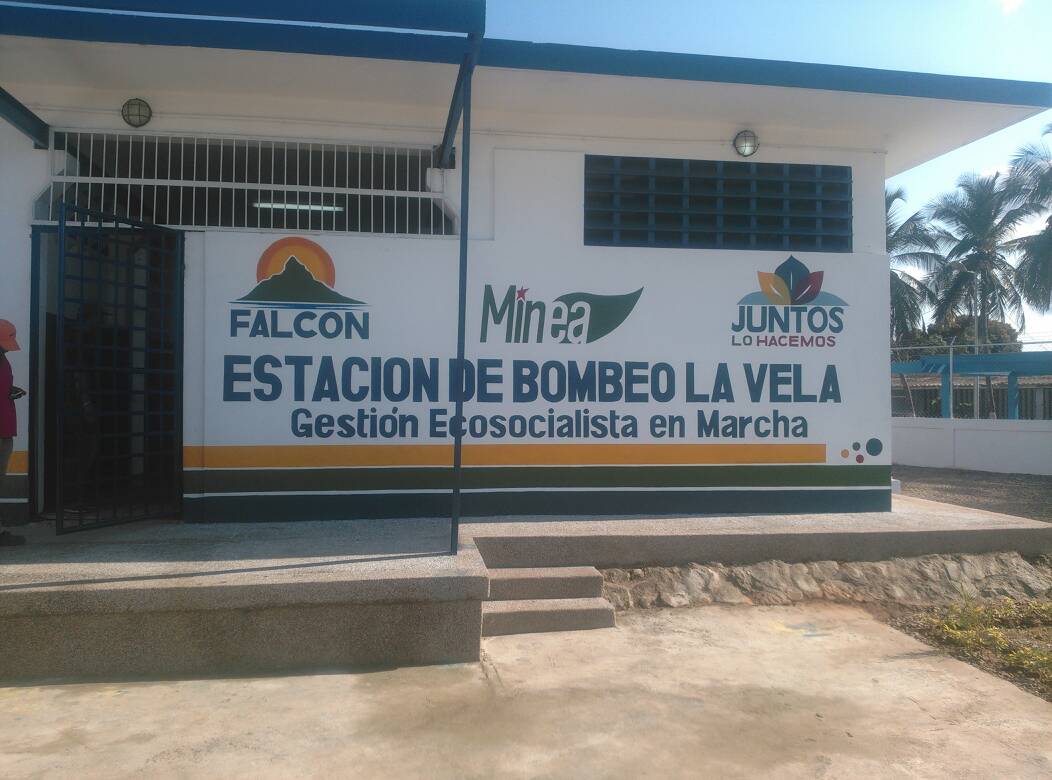 FALCON
Minea
JUNTOS
LO HACEMOS
ESTACION DE BOMBEO LA VELA
Gestión Ecosocialista en Marcha